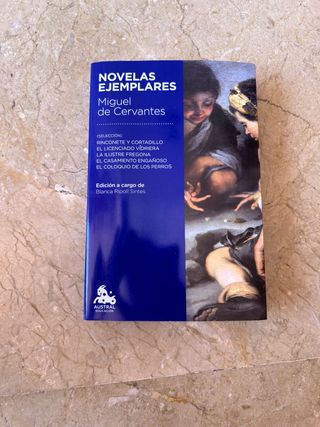 NOVELAS
EJEMPLARES
Miguel
de Cervantes
(SELECCIÓN)
RINCONETE Y CORTADILLO
EL LICENCIADO VIDRIERA
LA ILUSTRE FREGONA
EL CASAMIENTO ENGAÑOSO
EL COLOQUIO DE LOS PERROS
Edición a cargo de
Blanca Ripoll Sintes
AUSTRAL
EDUCACIÓN